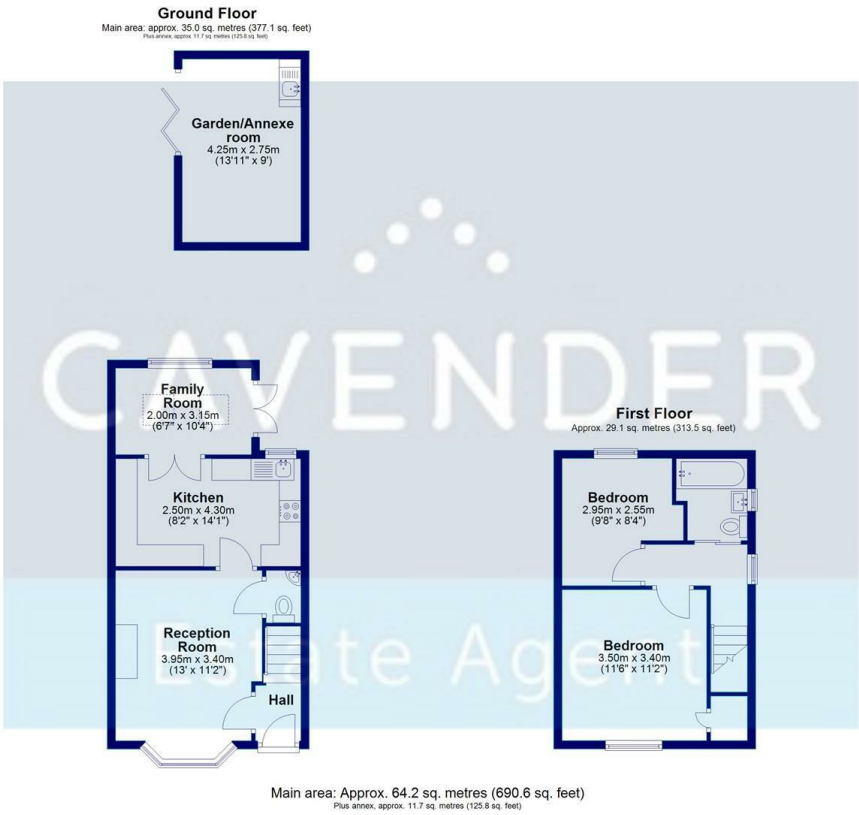 Ground Floor
Main area: approx. 35.0 sq. metres (377.1 sq. feet)
Plus annex, approx. 11.7 sq. metres (125.8 sq. feet)
Garden/Annexe
room
4.25m x 2.75m
(13'11" x 9')
CAVENDER
Estate Agent
Family
Room
2.00m x 3.15m
(6'7" x 10'4")
Kitchen
2.50m x 4.30m
(8'2" x 14'1")
Reception
Room
3.95m x 3.40m
(13' x 11'2")
Hall
First Floor
Approx. 29.1 sq. metres (313.5 sq. feet)
Bedroom
2.95m x 2.55m
(9'8" x 8'4")
Bedroom
3.50m x 3.40m
(11'6" x 11'2")
Main area: Approx. 64.2 sq. metres (690.6 sq. feet)
Plus annex, approx. 11.7 sq. metres (125.8 sq. feet)